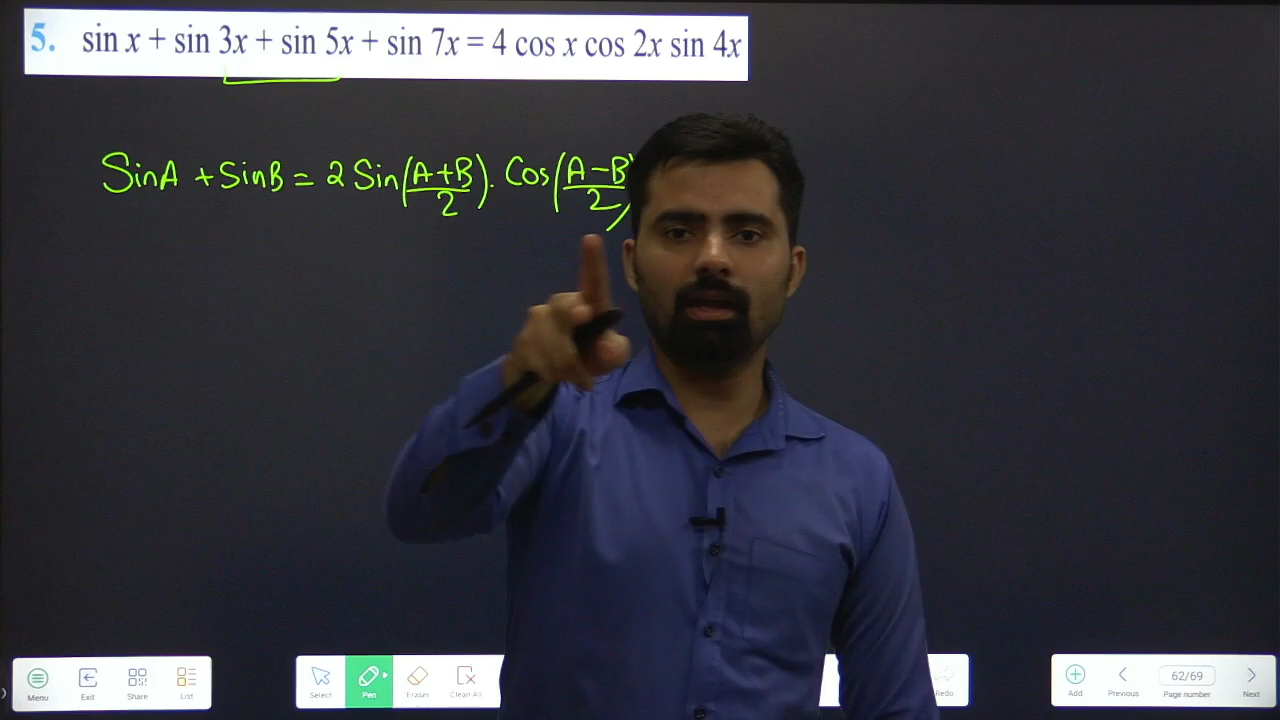 5. sin x + sin 3x + sin 5x + sin 7x = 4 cos x cos 2x sin 4x
SinA + SinB = 2 Sin(A+B/2). Cos(A-B/2)
Menu Exit Share List Select Pen Eraser Clean All Redo Add Previous 62/69 Page number Next